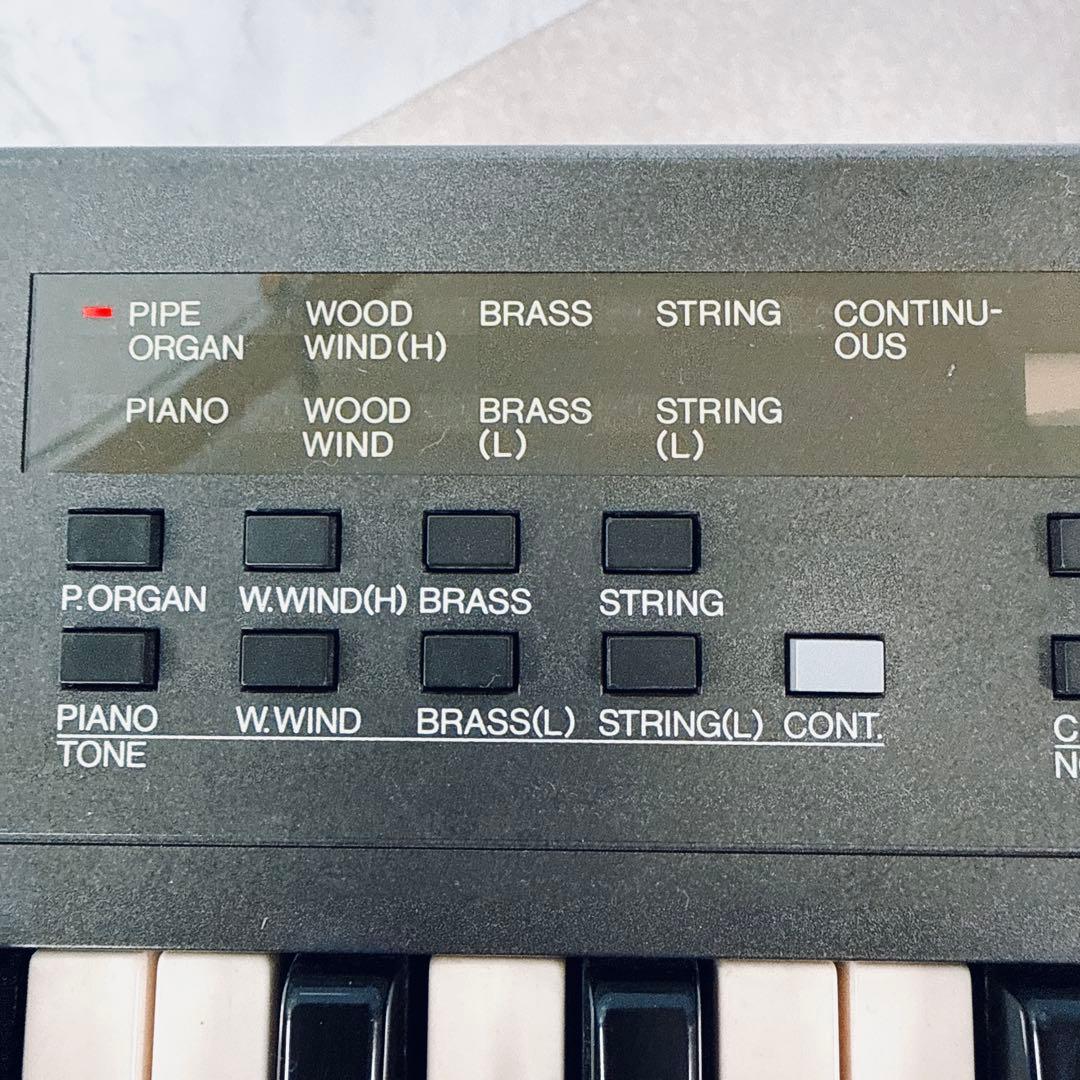 PIPE ORGAN
WOOD WIND(H)
BRASS
STRING
CONTINU-OUS
PIANO
WOOD WIND
BRASS (L)
STRING (L)
P.ORGAN W.WIND(H) BRASS STRING
PIANO W.WIND BRASS(L) STRING(L) CONT.
TONE